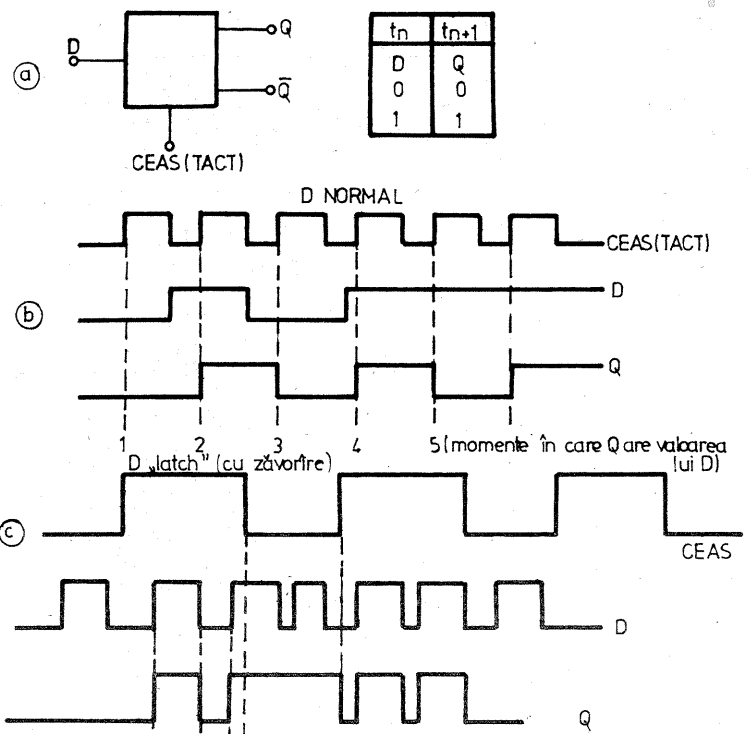 D
Q
Q̄
ⓐ
CEAS(TACT)
tn tn+1
D Q
0 0
1 1
D NORMAL
CEAS(TACT)
D
ⓑ
Q
1 2 3 4 5(momente în care Q are valoarea
lui D)
D „latch” (cu zăvorîre)
ⓒ
CEAS
D
Q